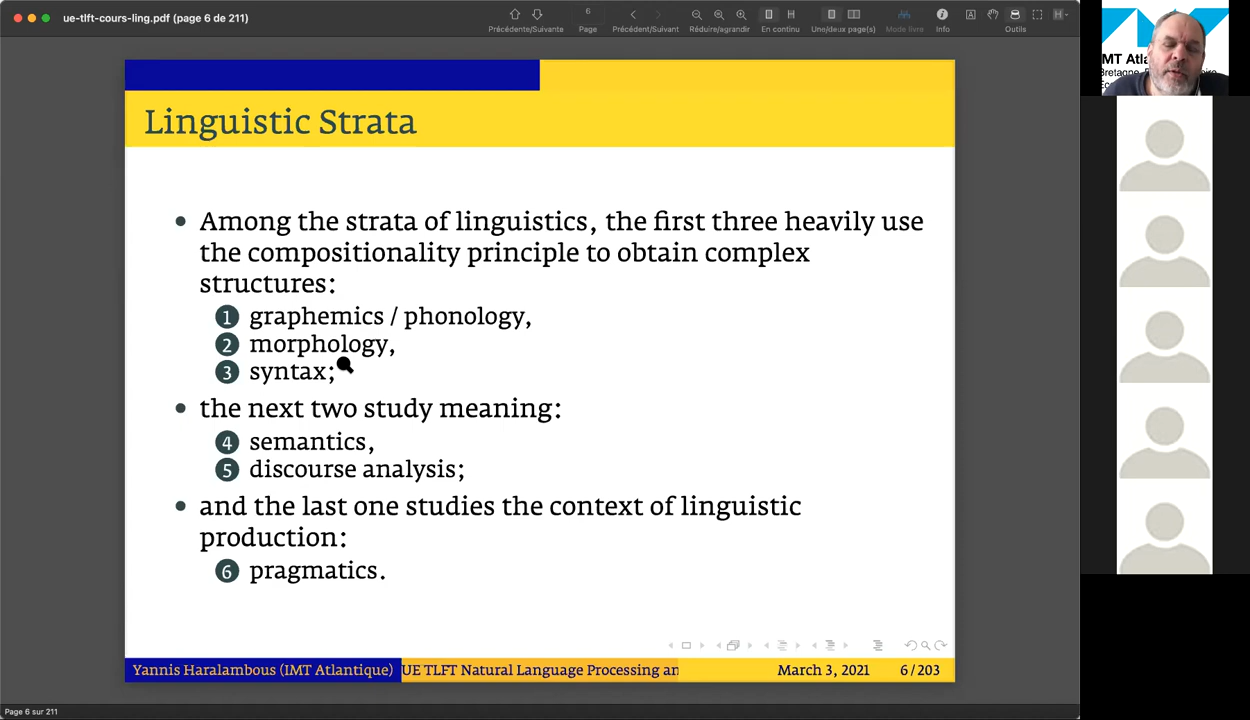 ue-tlft-cours-ling.pdf (page 6 de 211)
6
Précédente/Suivante
Page
Précédent/Suivant
Réduire/agrandir
En continu
Uno/deux page(s)
Mode livre
Info
Outils
Linguistic Strata
• Among the strata of linguistics, the first three heavily use
the compositionality principle to obtain complex
structures:
1 graphemics / phonology,
2 morphology,
3 syntax;
• the next two study meaning:
4 semantics,
5 discourse analysis;
• and the last one studies the context of linguistic
production:
6 pragmatics.
Yannis Haralambous (IMT Atlantique)
UE TLFT Natural Language Processing an
March 3, 2021
6 / 203
Page 6 sur 211